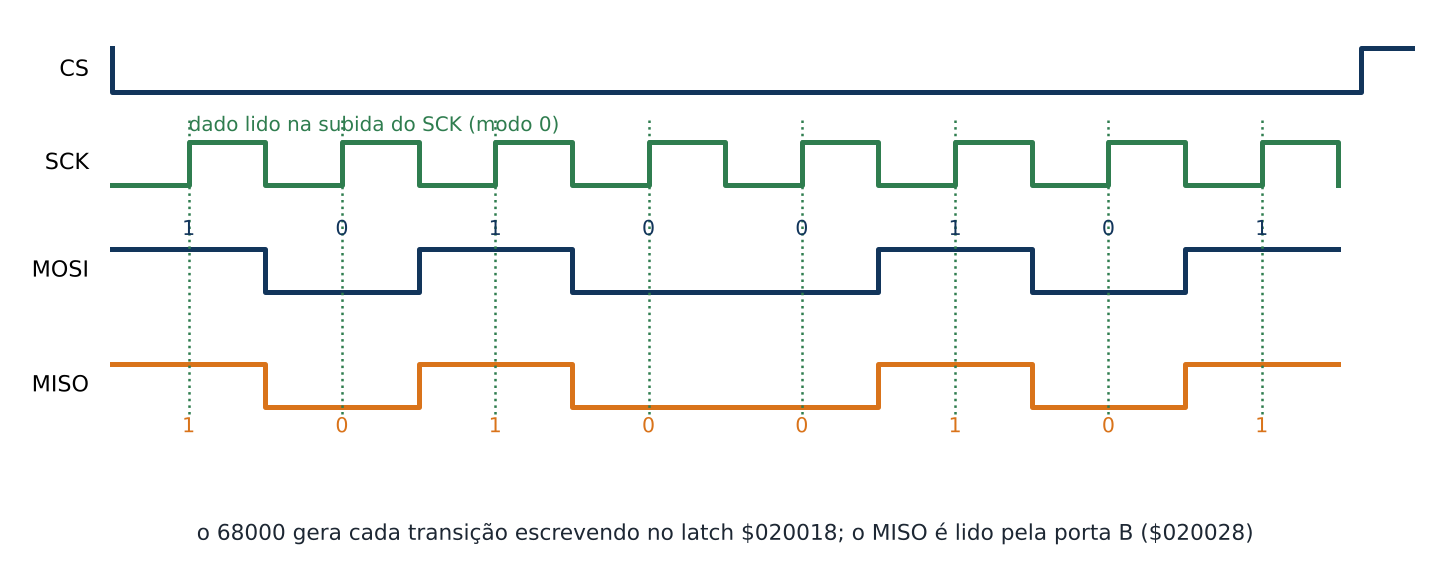 CS
dado lido na subida do SCK (modo 0)
SCK
1 0 1 0 0 1 0 1
MOSI
MISO
1 0 1 0 0 1 0 1
o 68000 gera cada transição escrevendo no latch $020018; o MISO é lido pela porta B ($020028)